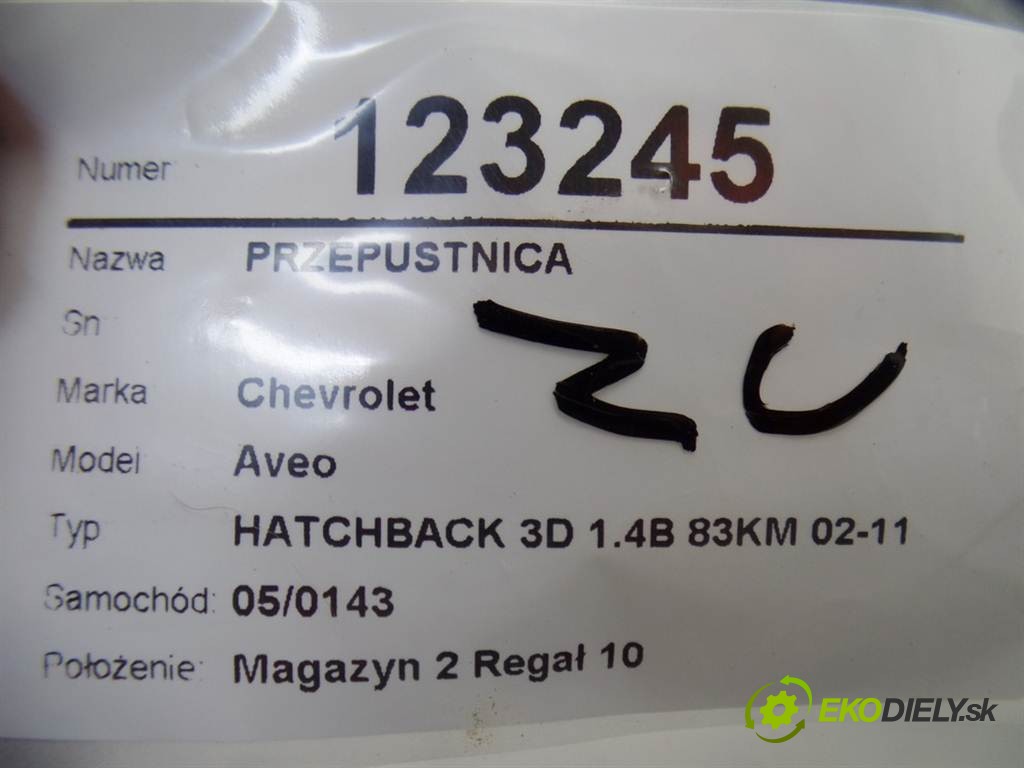 Numer 123245
Nazwa PRZEPUSTNICA
Sn
Marka Chevrolet
Model Aveo
Typ HATCHBACK 3D 1.4B 83KM 02-11
Samochód: 05/0143
Położenie: Magazyn 2 Regał 10
EKODIELY.sk